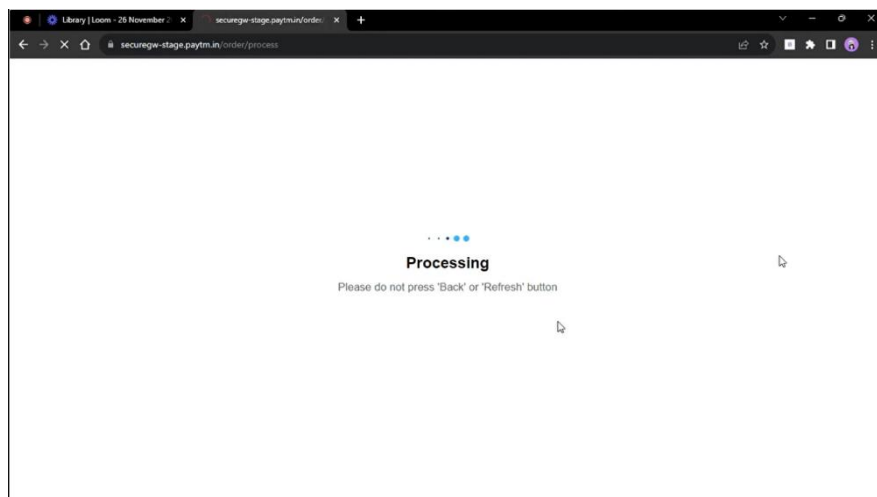 Library | Loom - 26 November 2
securegw-stage.paytm.in/order/
securegw-stage.paytm.in/order/process
Processing
Please do not press 'Back' or 'Refresh' button